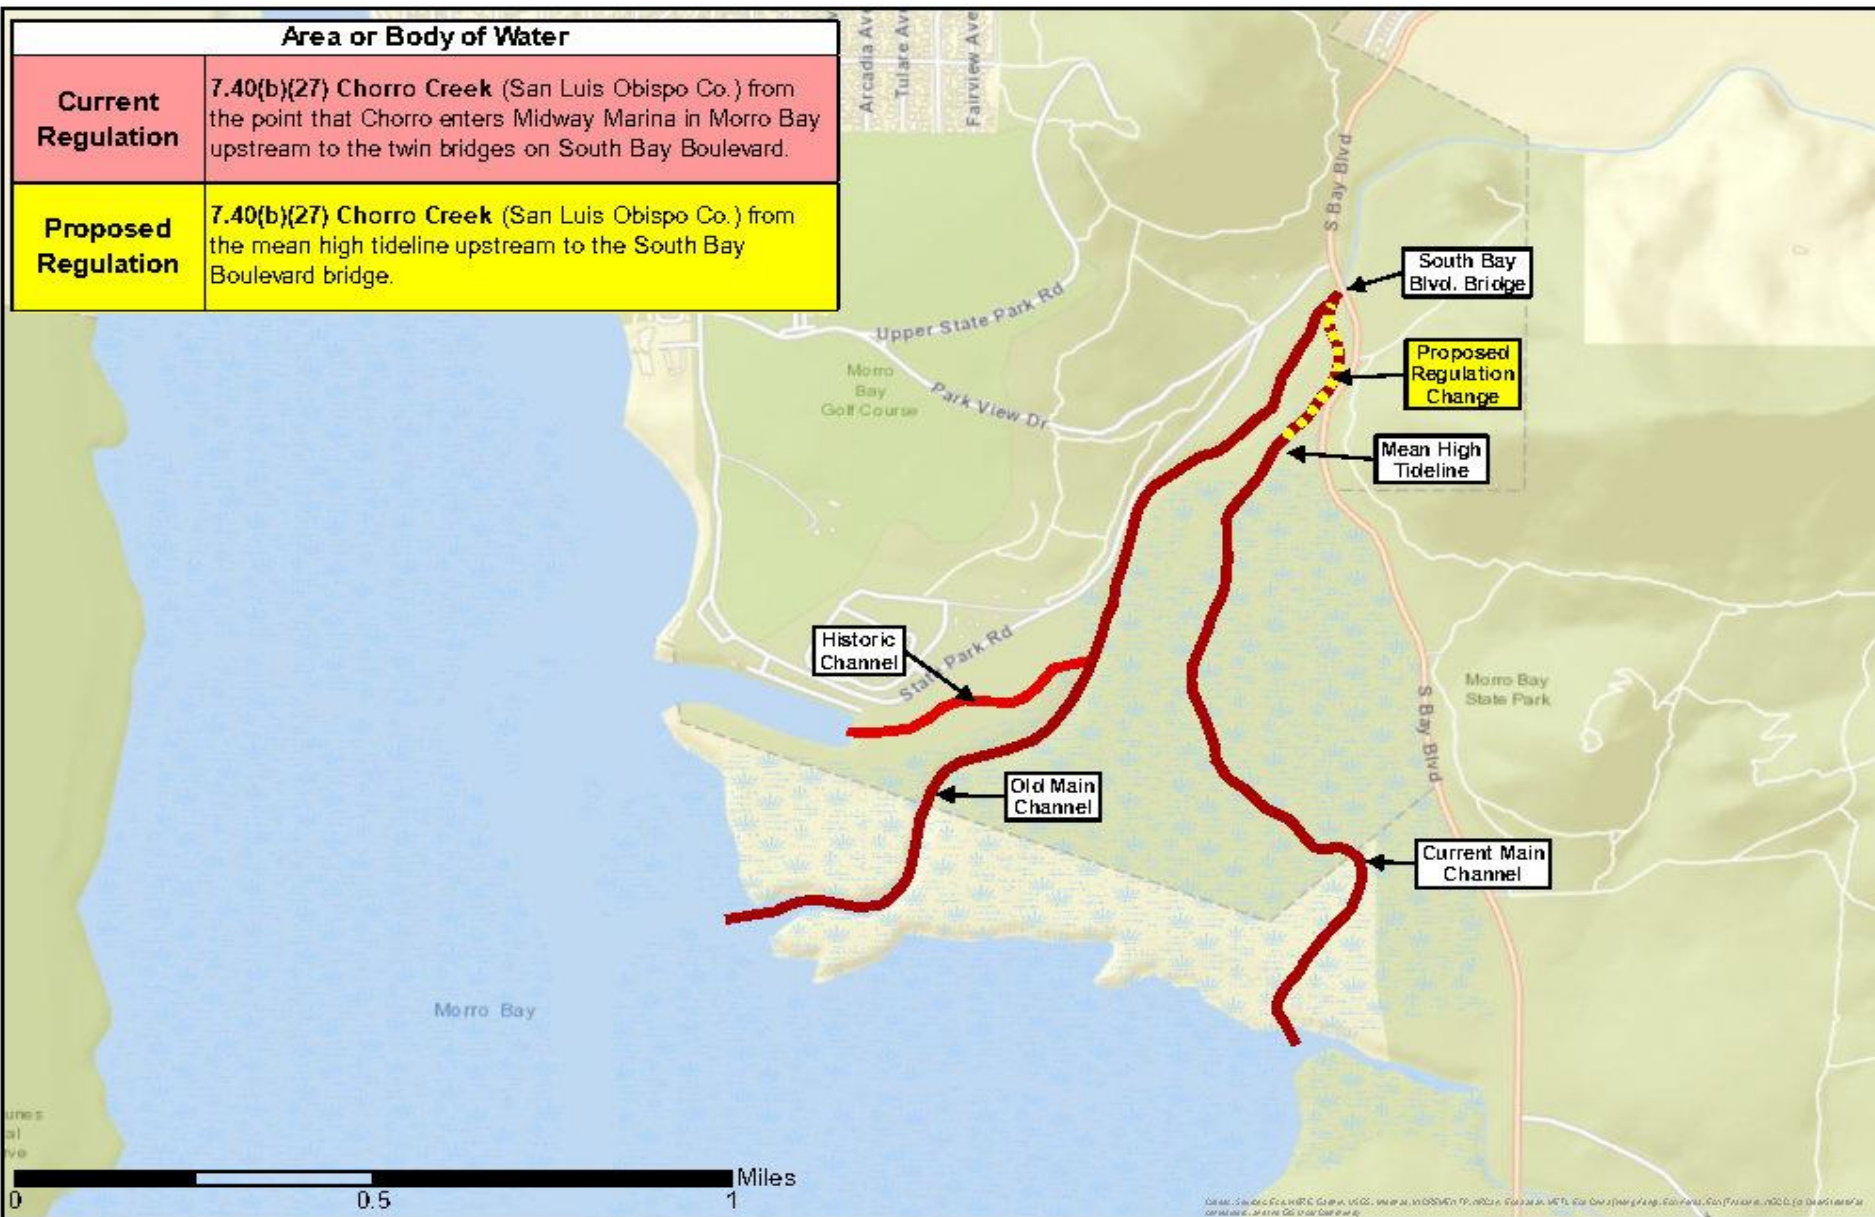 Area or Body of Water
Current
Regulation
7.40(b)(27) Chorro Creek (San Luis Obispo Co.) from
the point that Chorro enters Midway Marina in Morro Bay
upstream to the twin bridges on South Bay Boulevard.
Proposed
Regulation
7.40(b)(27) Chorro Creek (San Luis Obispo Co.) from
the mean high tideline upstream to the South Bay
Boulevard bridge.
Arcadia Ave
Tulare Ave
Fairview Ave
S Bay Blvd
South Bay
Blvd. Bridge
Upper State Park Rd
Proposed
Regulation
Change
Morro
Bay
Golf Course
Park View Dr
Mean High
Tideline
Historic
Channel
State Park Rd
Morro Bay
State Park
S Bay Blvd
Old Main
Channel
Current Main
Channel
Morro Bay
unes
al
rve
0
0.5
1
Miles